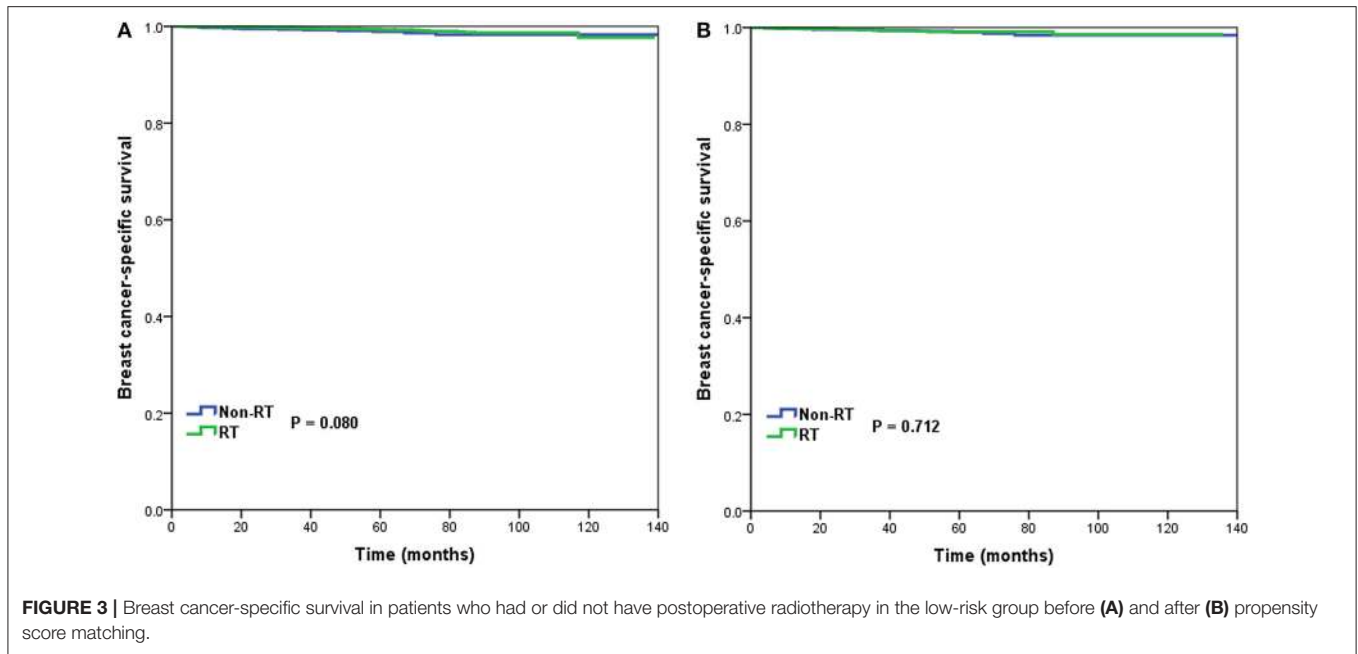 A
Breast cancer-specific survival
1.0
0.8
0.6
0.4
0.2
0.0
Non-RT
RT
P = 0.080
0 20 40 60 80 100 120 140
Time (months)
B
Breast cancer-specific survival
1.0
0.8
0.6
0.4
0.2
0.0
Non-RT
RT
P = 0.712
0 20 40 60 80 100 120 140
Time (months)
FIGURE 3 | Breast cancer-specific survival in patients who had or did not have postoperative radiotherapy in the low-risk group before (A) and after (B) propensity
score matching.